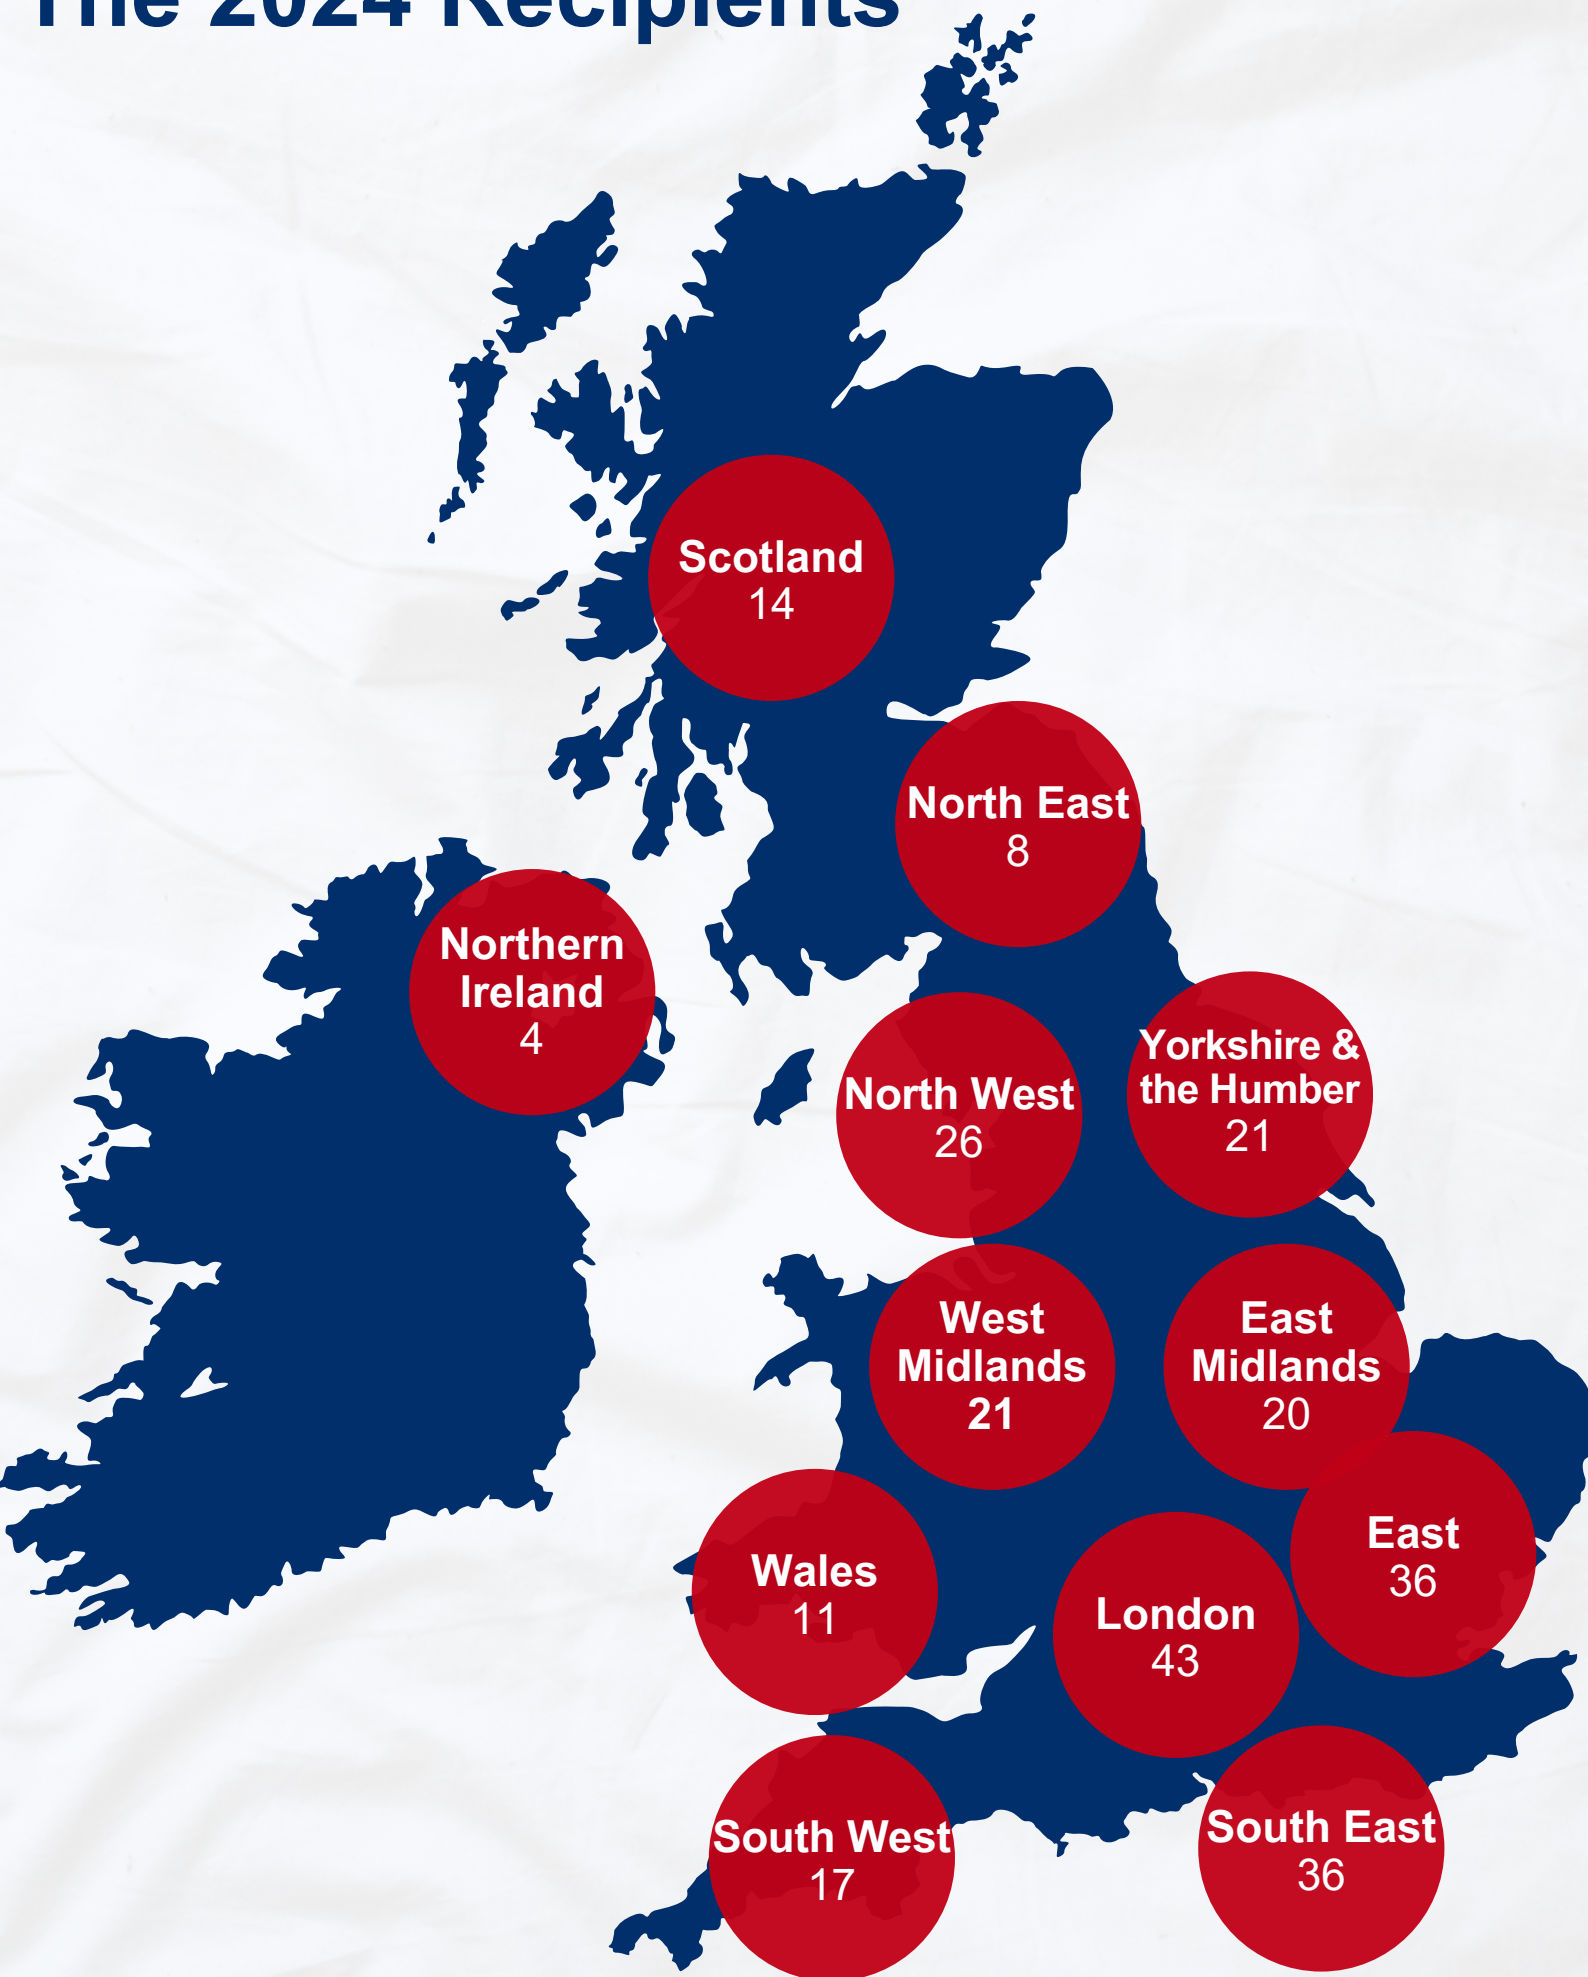 The 2024 Recipients
Scotland
14
North East
8
Northern
Ireland
4
North West
26
Yorkshire &
the Humber
21
West
Midlands
21
East
Midlands
20
East
36
Wales
11
London
43
South West
17
South East
36